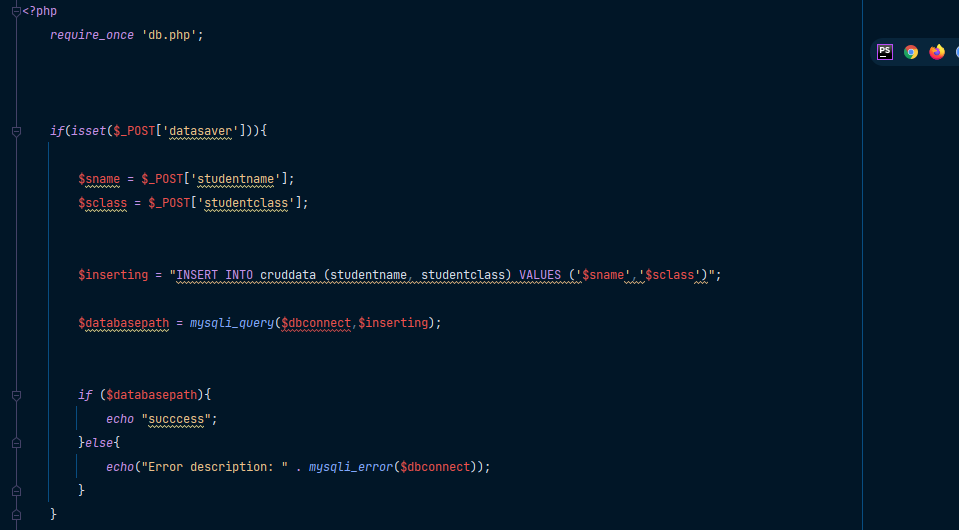 <?php
require_once 'db.php';
if(isset($_POST['datasaver'])){
$sname = $_POST['studentname'];
$sclass = $_POST['studentclass'];
$inserting = "INSERT INTO cruddata (studentname, studentclass) VALUES ('$sname','$sclass')";
$databasepath = mysqli_query($dbconnect,$inserting);
if ($databasepath){
echo "succcess";
}else{
echo("Error description: " . mysqli_error($dbconnect));
}
}
PS